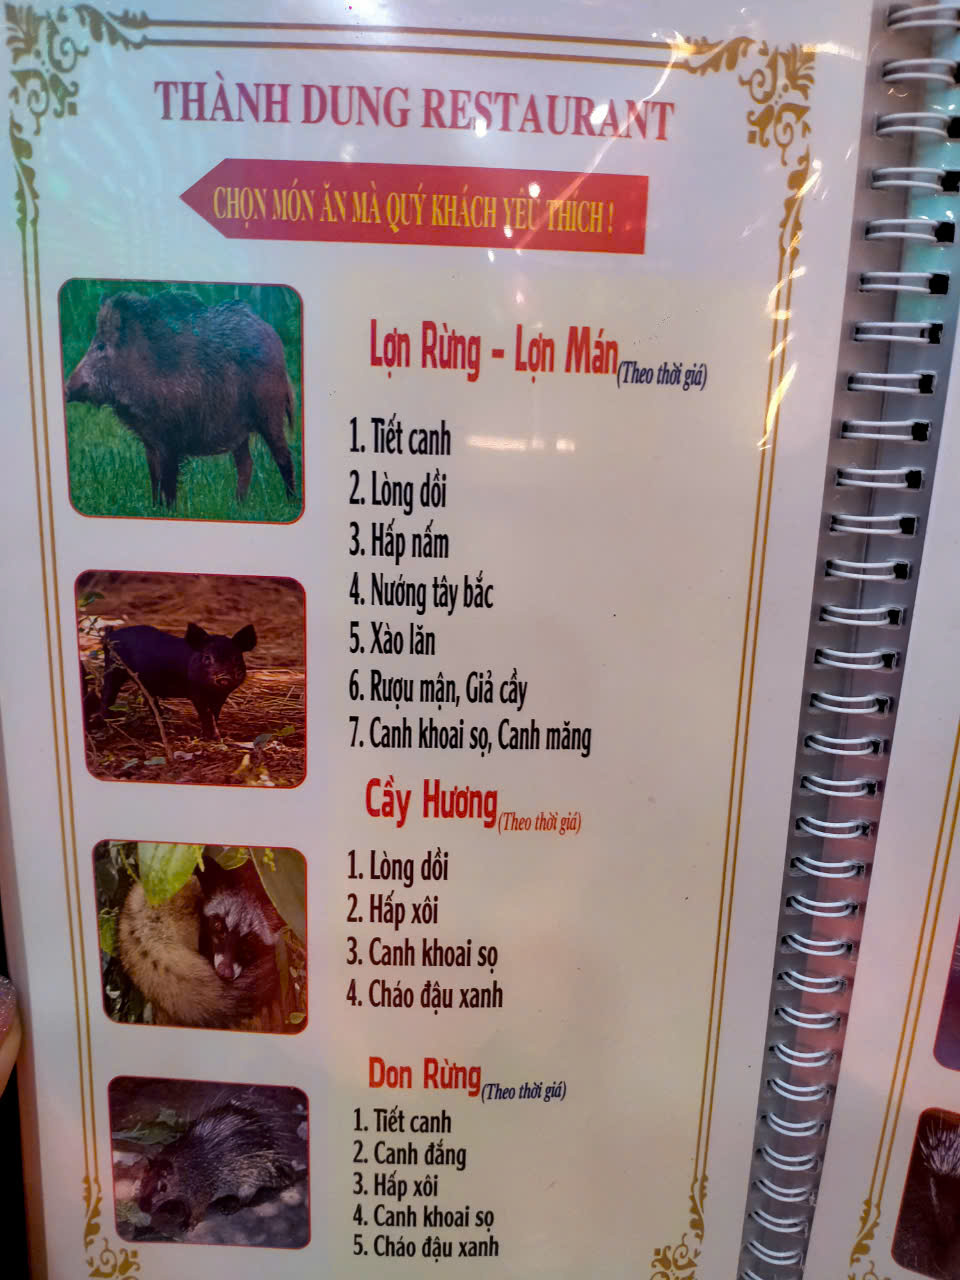 THÀNH DUNG RESTAURANT
CHỌN MÓN ĂN MÀ QUÝ KHÁCH YÊU THÍCH !
Lợn Rừng - Lợn Mán (Theo thời giá)
1. Tiết canh
2. Lòng dồi
3. Hấp nấm
4. Nướng tây bắc
5. Xào lăn
6. Rượu mận, Giả cầy
7. Canh khoai sọ, Canh măng
Cầy Hương (Theo thời giá)
1. Lòng dồi
2. Hấp xôi
3. Canh khoai sọ
4. Cháo đậu xanh
Don Rừng (Theo thời giá)
1. Tiết canh
2. Canh đắng
3. Hấp xôi
4. Canh khoai sọ
5. Cháo đậu xanh